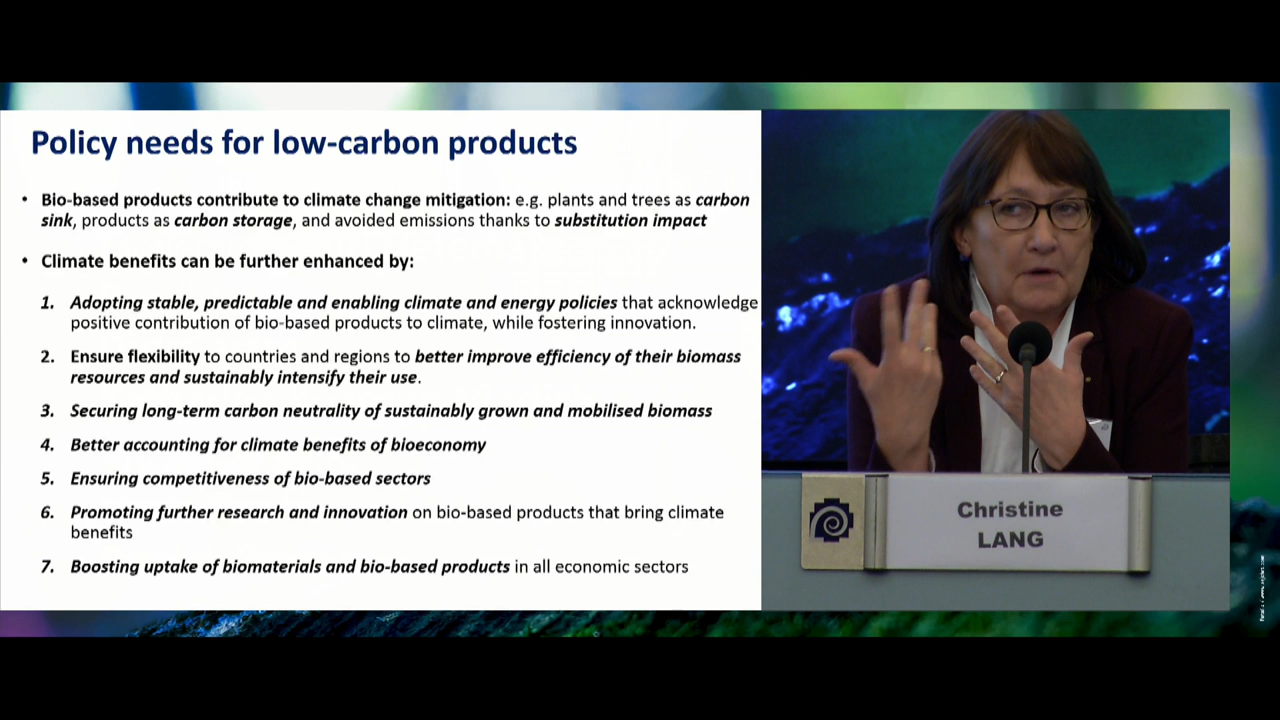 Policy needs for low-carbon products
• Bio-based products contribute to climate change mitigation: e.g. plants and trees as carbon
sink, products as carbon storage, and avoided emissions thanks to substitution impact
• Climate benefits can be further enhanced by:
1. Adopting stable, predictable and enabling climate and energy policies that acknowledge
positive contribution of bio-based products to climate, while fostering innovation.
2. Ensure flexibility to countries and regions to better improve efficiency of their biomass
resources and sustainably intensify their use.
3. Securing long-term carbon neutrality of sustainably grown and mobilised biomass
4. Better accounting for climate benefits of bioeconomy
5. Ensuring competitiveness of bio-based sectors
6. Promoting further research and innovation on bio-based products that bring climate
benefits
7. Boosting uptake of biomaterials and bio-based products in all economic sectors
Christine
LANG